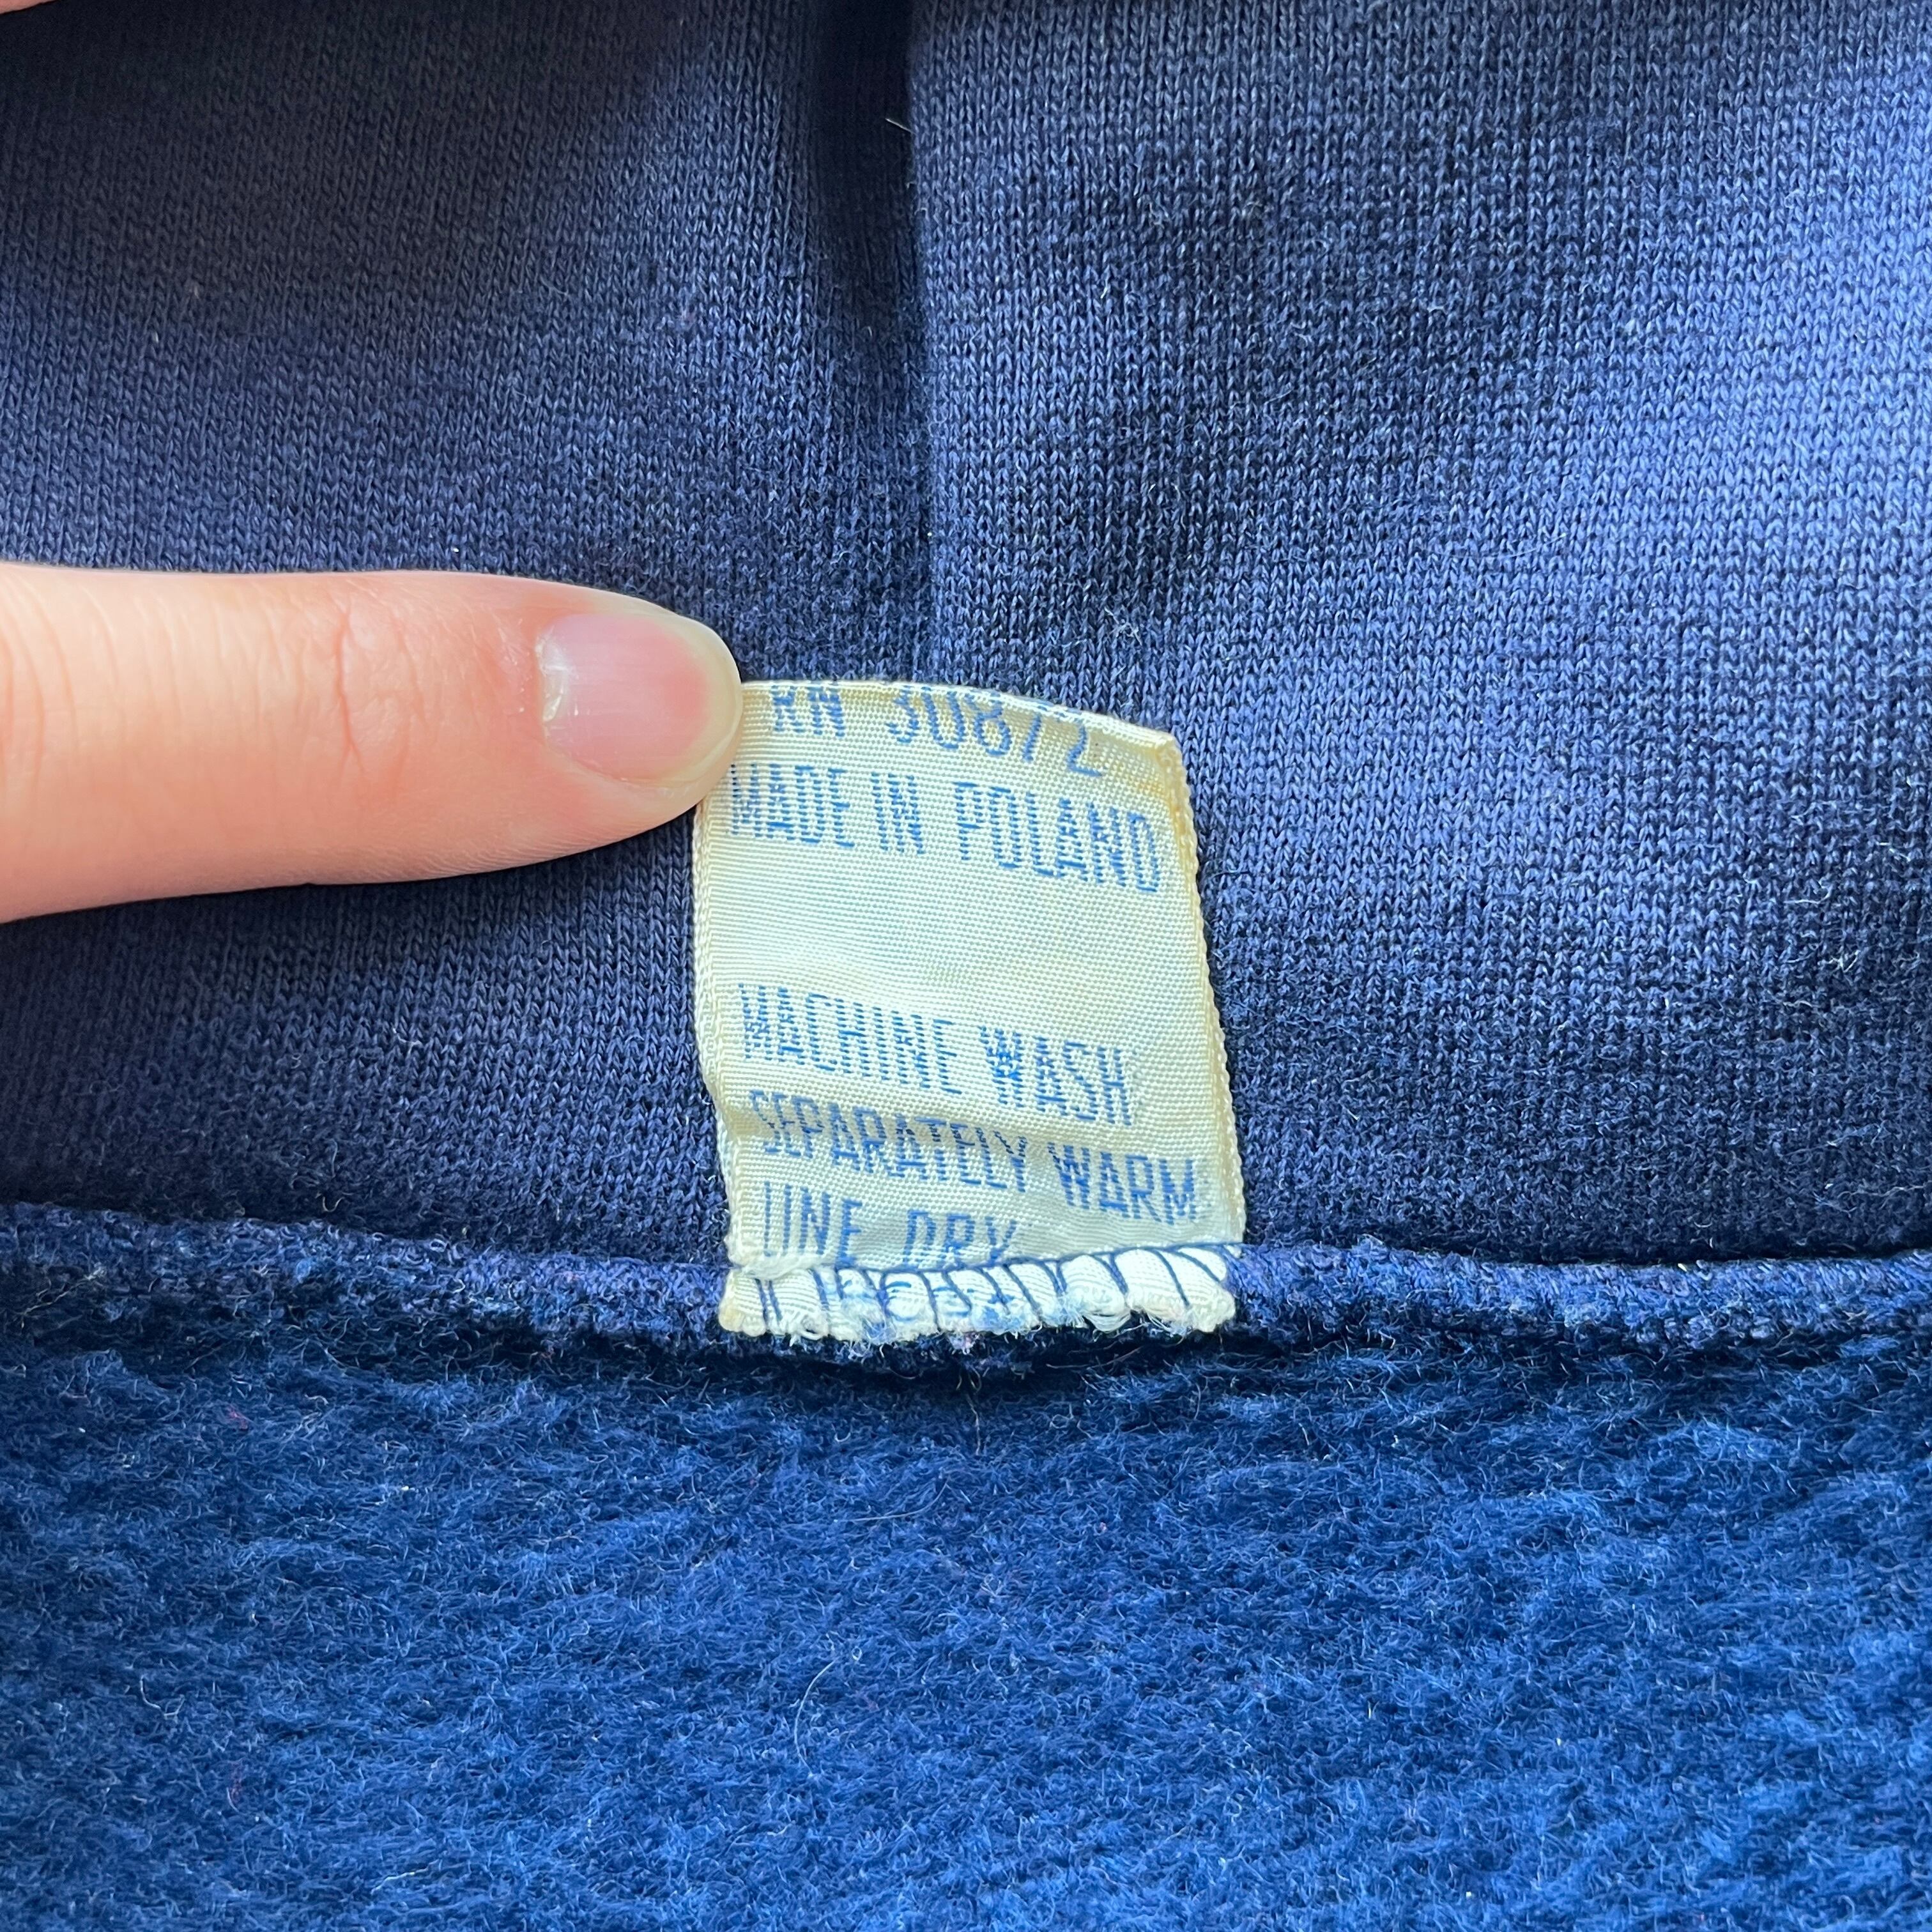 RN 30872
MADE IN POLAND
MACHINE WASH
SEPARATELY WARM
LINE DRY